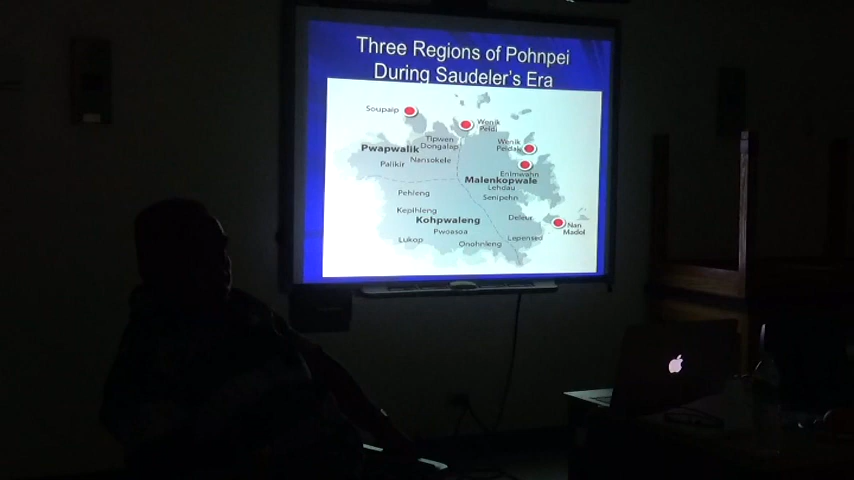 Three Regions of Pohnpei
During Saudeler's Era
Soupaip
Wenik
Peidi
Tipwen
Dongalap
Wenik
Peidak
Pwapwalik
Nansokele
Palikir
Enimwahn
Malenkopwale
Lehdau
Senipehn
Pehleng
Kepihleng
Kohpwaleng
Deleur
Nan
Madol
Pwoasoa
Lukop
Onohnleng
Lepensed